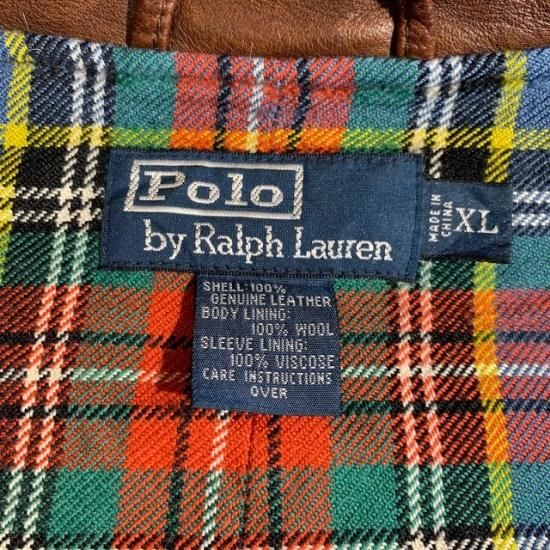 Polo
by Ralph Lauren
MADE IN
CHINA
XL
SHELL:100%
GENUINE LEATHER
BODY LINING:
100% WOOL
SLEEVE LINING:
100% VISCOSE
CARE INSTRUCTIONS
OVER